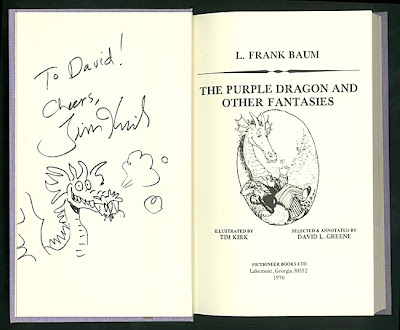 To David!
Cheers,
Tim Kirk
L. FRANK BAUM
THE PURPLE DRAGON AND
OTHER FANTASIES
ILLUSTRATED BY
TIM KIRK
SELECTED & ANNOTATED BY
DAVID L. GREENE
FICTIONEER BOOKS LTD
Lakemont, Georgia 30552
1976